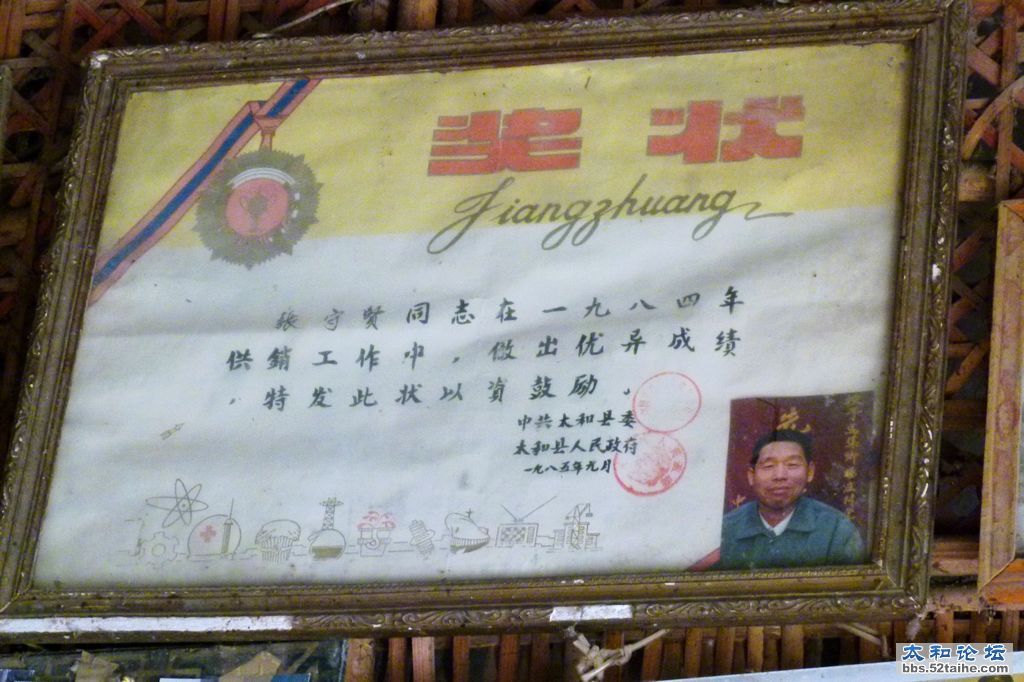 奖状
Jiangzhuang
张守贤同志在一九八四年
供銷工作中,做出优异成绩
,特发此状以資鼓励.
中共太和县委
太和县人民政府
一九八五年元月
太和论坛
bbs.52taihe.com